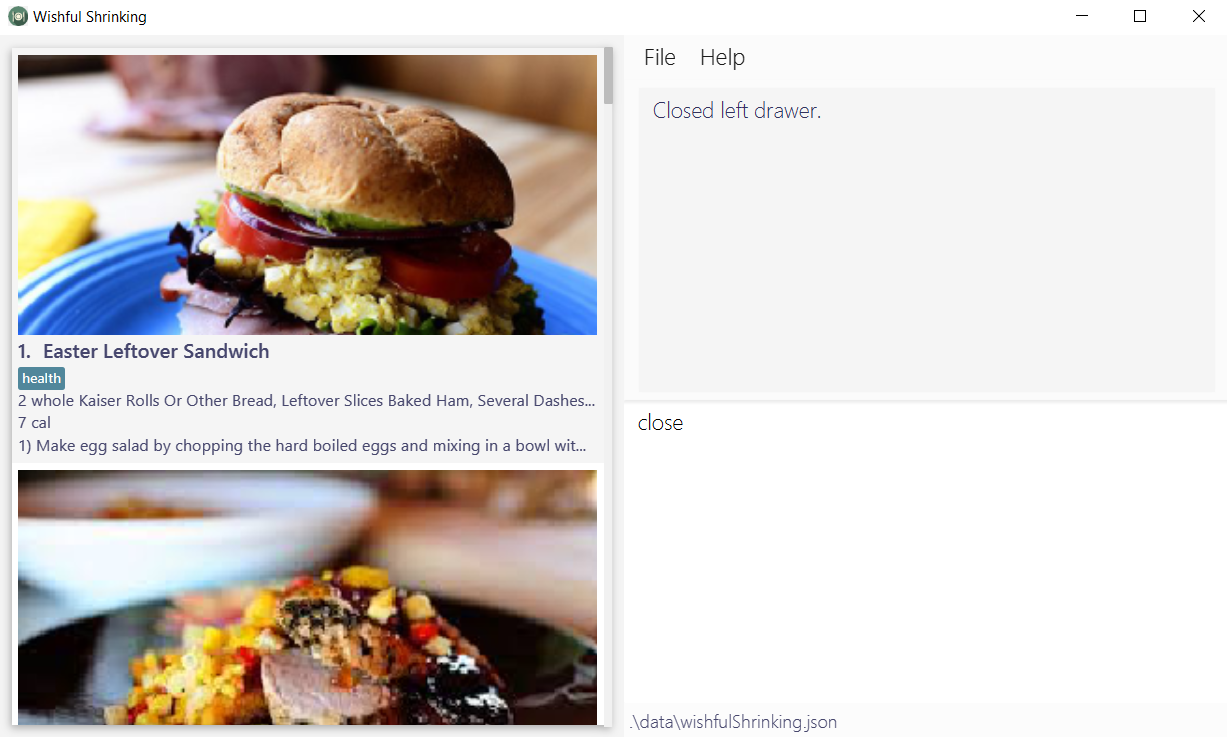 Wishful Shrinking
File Help
Closed left drawer.
1. Easter Leftover Sandwich
health
2 whole Kaiser Rolls Or Other Bread, Leftover Slices Baked Ham, Several Dashes...
7 cal
1) Make egg salad by chopping the hard boiled eggs and mixing in a bowl wit...
close
.\data\wishfulShrinking.json